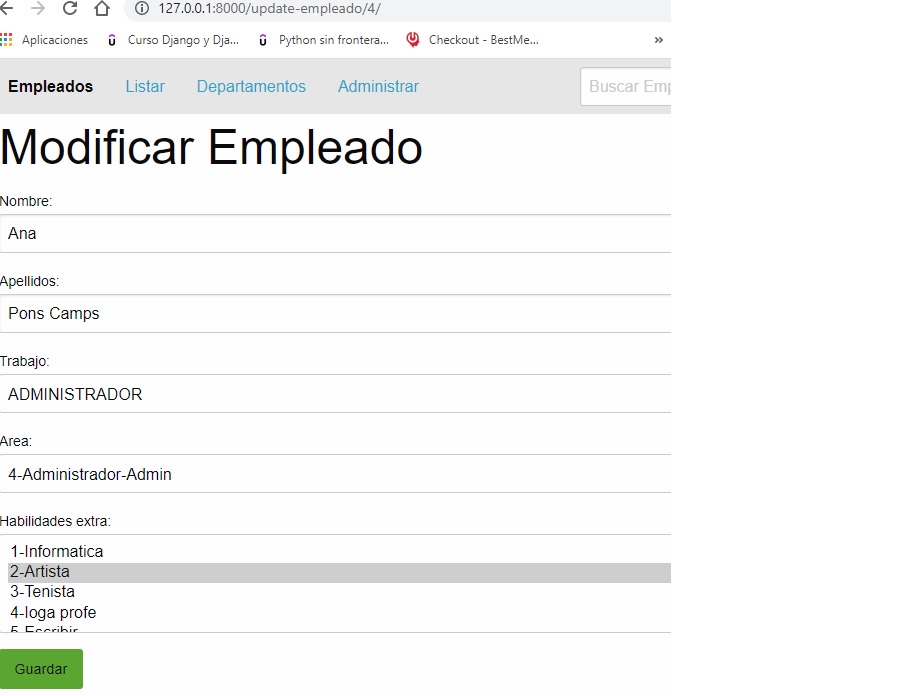 127.0.0.1:8000/update-empleado/4/
Aplicaciones Curso Django y Dja... Python sin frontera... Checkout - BestMe... »
Empleados Listar Departamentos Administrar Buscar Emp
Modificar Empleado
Nombre:
Ana
Apellidos:
Pons Camps
Trabajo:
ADMINISTRADOR
Area:
4-Administrador-Admin
Habilidades extra:
1-Informatica
2-Artista
3-Tenista
4-Ioga profe
5-Escribir
Guardar